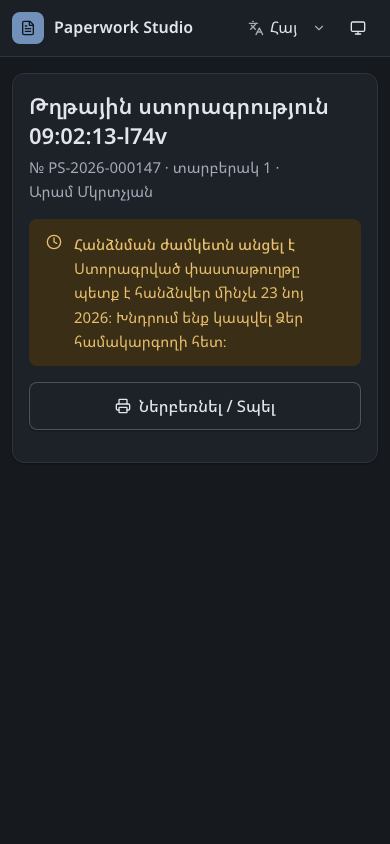 Paperwork Studio
Հայ
Թղթային ստորագրություն
09:02:13-l74v
№ PS-2026-000147 · տարբերակ 1 ·
Արամ Մկրտչյան
Հանձնման ժամկետն անցել է
Ստորագրված փաստաթուղթը
պետք է հանձնվեր մինչև 23 նոյ
2026։ Խնդրում ենք կապվել Ձեր
համակարգողի հետ։
Ներբեռնել / Տպել